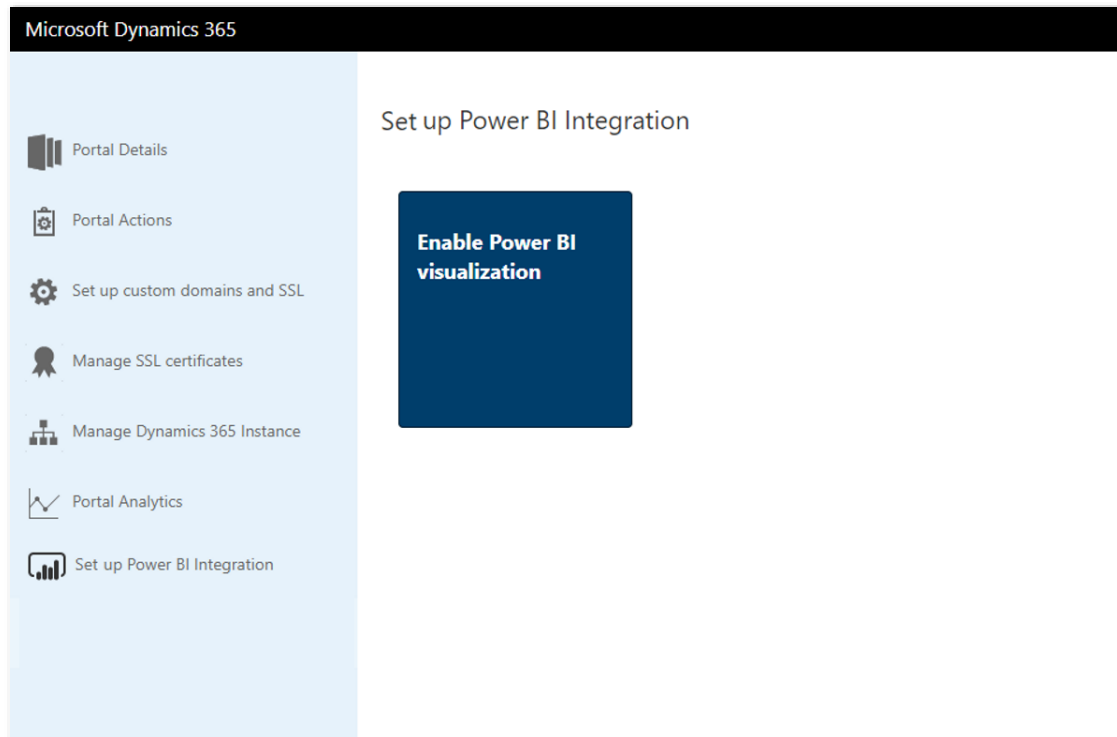 Microsoft Dynamics 365
Portal Details
Portal Actions
Set up custom domains and SSL
Manage SSL certificates
Manage Dynamics 365 Instance
Portal Analytics
Set up Power BI Integration
Set up Power BI Integration
Enable Power BI
visualization